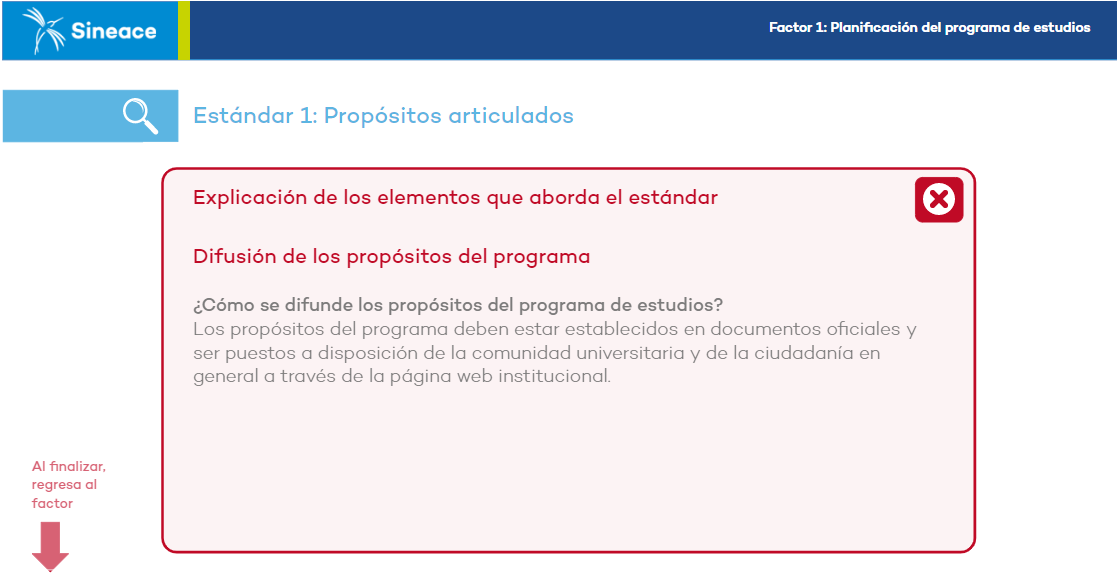 Sineace
Factor 1: Planificación del programa de estudios
Estándar 1: Propósitos articulados
Explicación de los elementos que aborda el estándar
Difusión de los propósitos del programa
¿Cómo se difunde los propósitos del programa de estudios?
Los propósitos del programa deben estar establecidos en documentos oficiales y
ser puestos a disposición de la comunidad universitaria y de la ciudadanía en
general a través de la página web institucional.
Al finalizar,
regresa al
factor